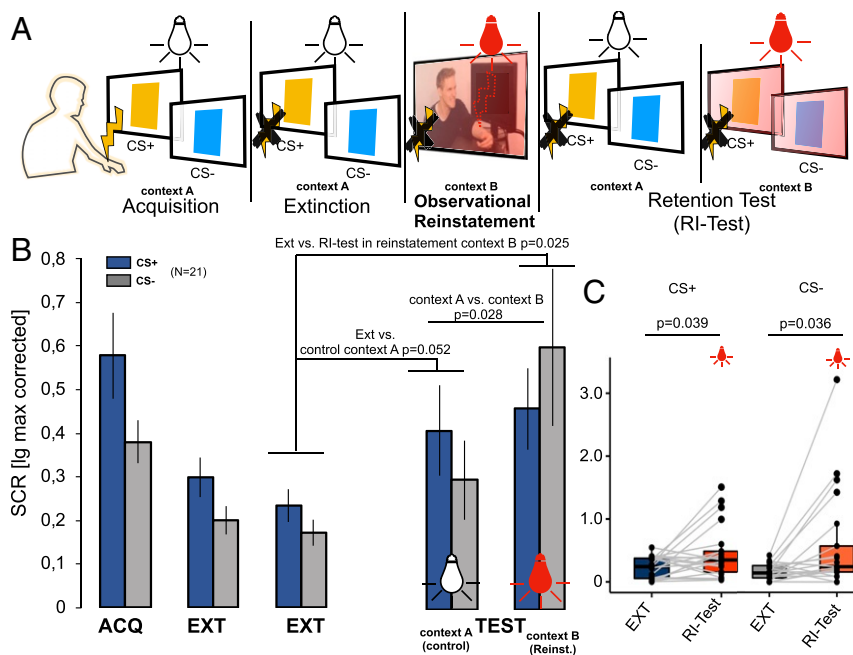 A
CS+
CS-
context A
Acquisition
CS+
CS-
context A
Extinction
context B
Observational
Reinstatement
CS+
CS-
context A
CS+
CS-
context B
Retention Test
(RI-Test)
B
SCR [lg max corrected]
0,8
0,7
0,6
0,5
0,4
0,3
0,2
0,1
0
CS+
CS-
(N=21)
Ext vs. RI-test in reinstatement context B p=0.025
context A vs. context B
p=0.028
Ext vs.
control context A p=0.052
ACQ
EXT
EXT
TEST
context A
(control)
context B
(Reinst.)
C
CS+
CS-
p=0.039
p=0.036
3.0
2.0
1.0
0
EXT
RI-Test
EXT
RI-Test